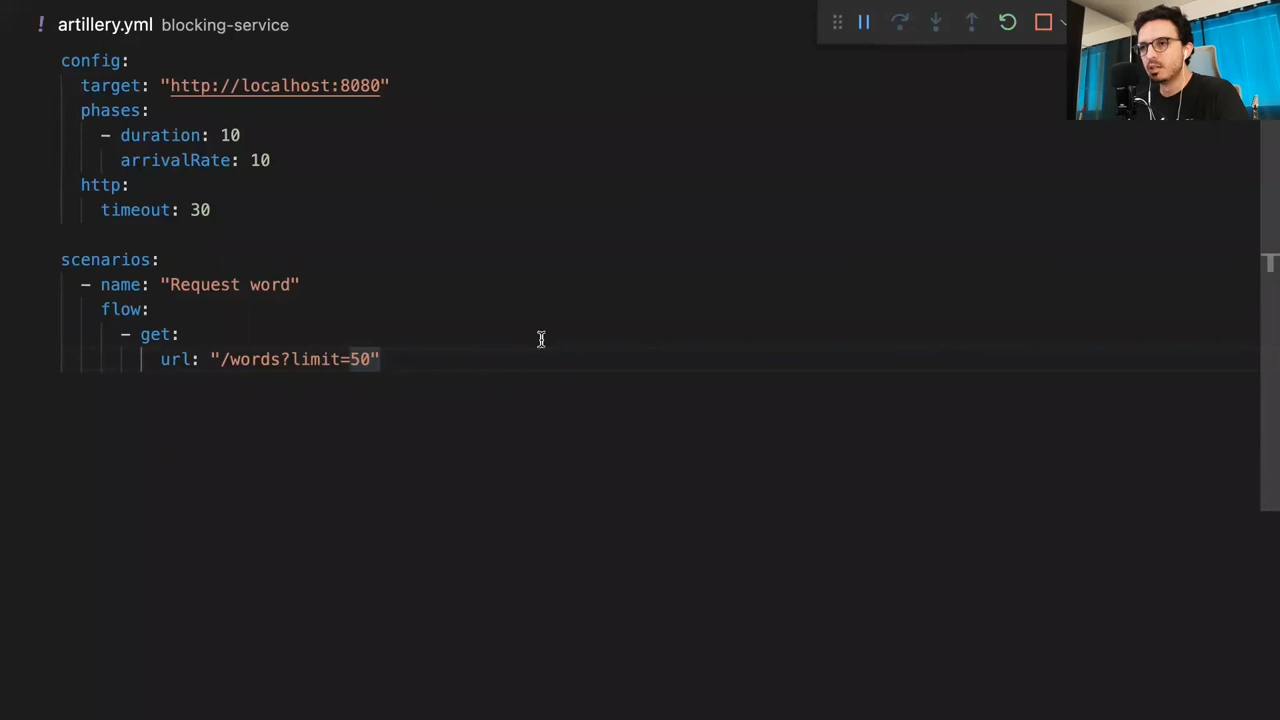 ! artillery.yml blocking-service
config:
  target: "http://localhost:8080"
  phases:
    - duration: 10
      arrivalRate: 10
  http:
    timeout: 30

scenarios:
  - name: "Request word"
    flow:
      - get:
          url: "/words?limit=50"